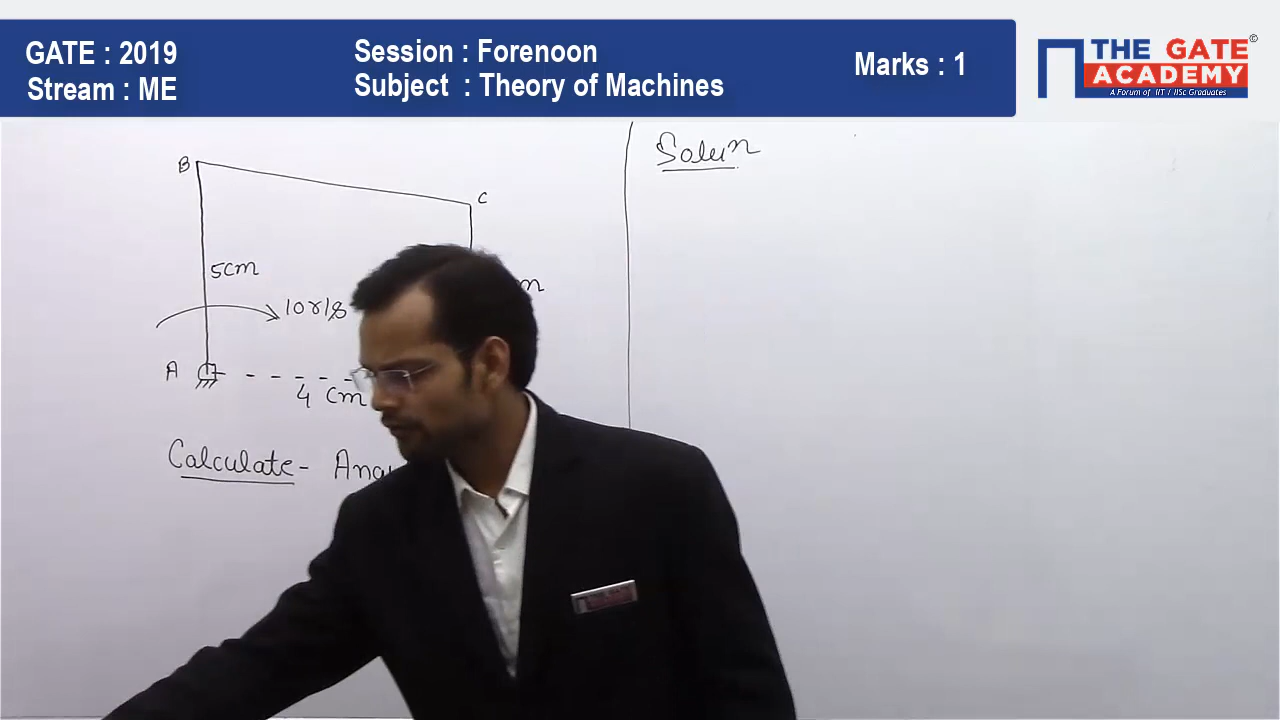 GATE : 2019
Stream : ME
Session : Forenoon
Subject : Theory of Machines
Marks : 1
THE GATE
ACADEMY
©
A Forum of IIT / IISc Graduates
Soluⁿ
B
C
5cm
10 r/s
A
4 cm
Calculate -